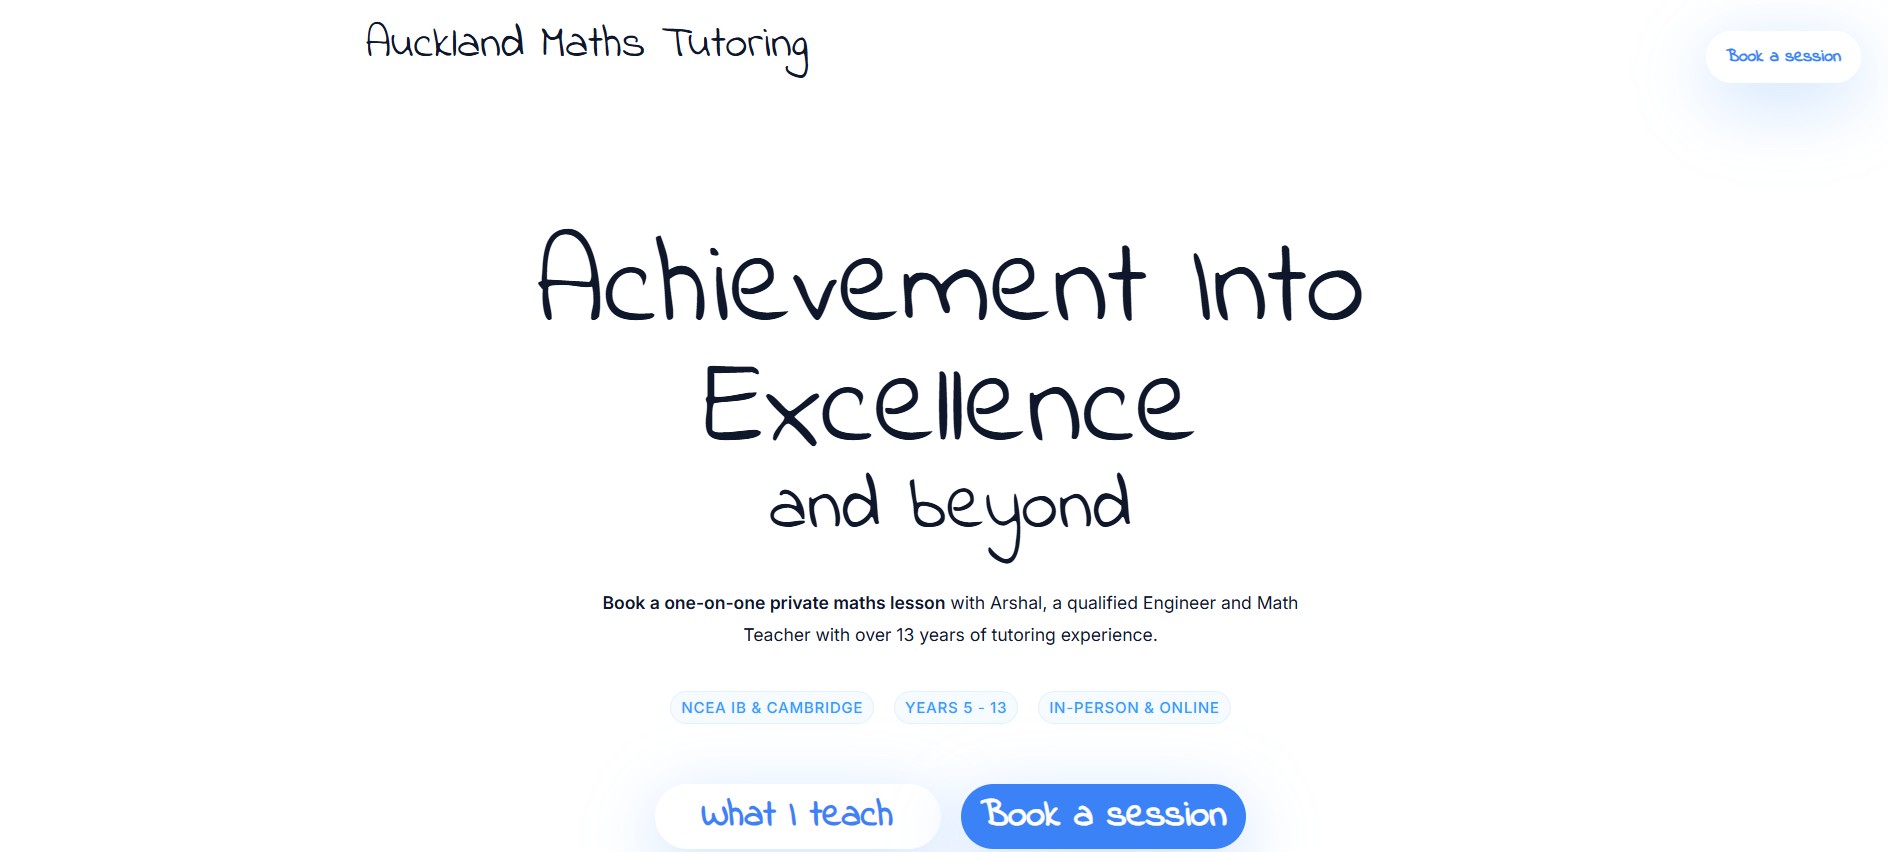 Auckland Maths Tutoring
Book a session
Achievement Into
Excellence
and beyond
Book a one-on-one private maths lesson with Arshal, a qualified Engineer and Math
Teacher with over 13 years of tutoring experience.
NCEA IB & CAMBRIDGE
YEARS 5 - 13
IN-PERSON & ONLINE
What I teach
Book a session